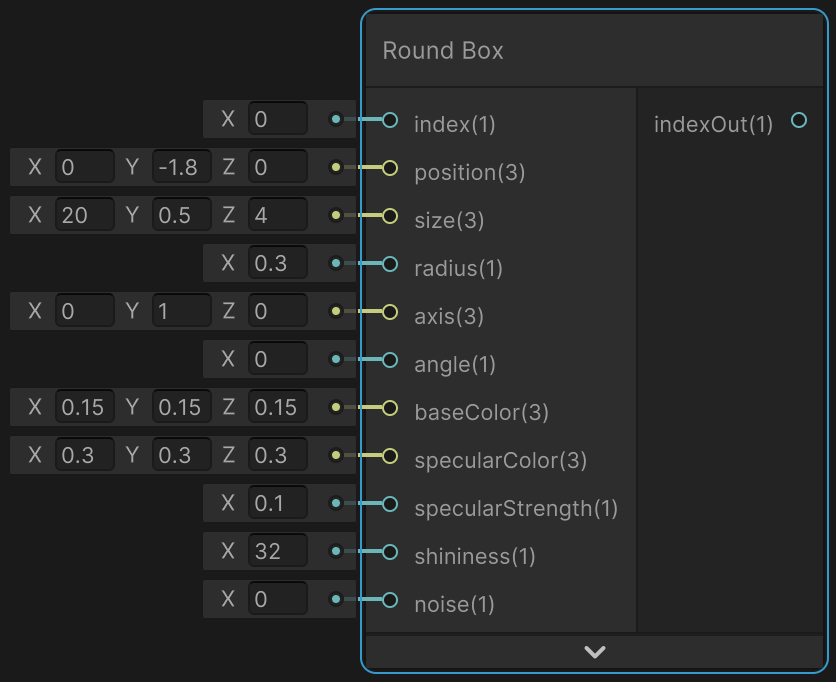 Round Box
X 0 index(1) indexOut(1)
X 0 Y -1.8 Z 0 position(3)
X 20 Y 0.5 Z 4 size(3)
X 0.3 radius(1)
X 0 Y 1 Z 0 axis(3)
X 0 angle(1)
X 0.15 Y 0.15 Z 0.15 baseColor(3)
X 0.3 Y 0.3 Z 0.3 specularColor(3)
X 0.1 specularStrength(1)
X 32 shininess(1)
X 0 noise(1)